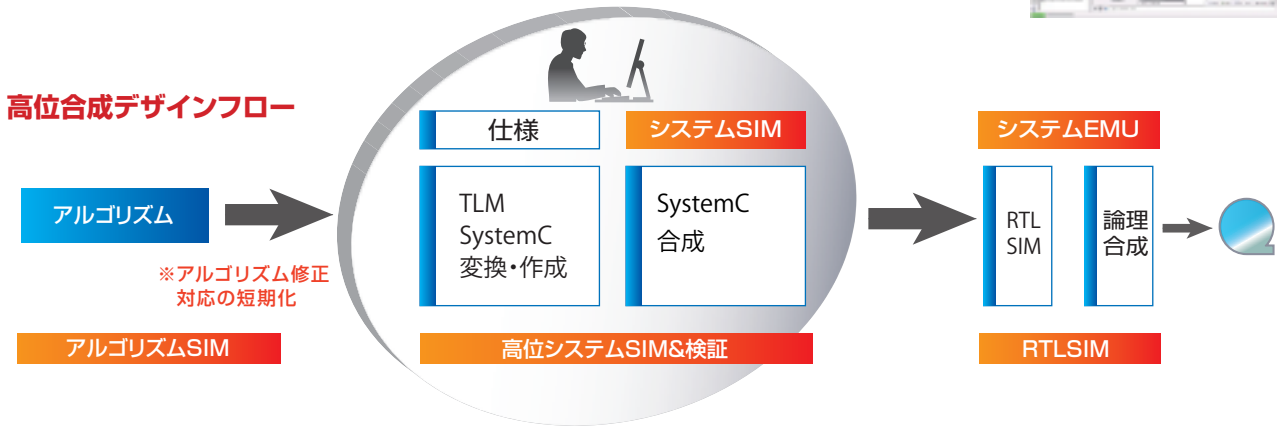 高位合成デザインフロー
アルゴリズム
※アルゴリズム修正
対応の短期化
アルゴリズムSIM
仕様
システムSIM
TLM
SystemC
変換・作成
SystemC
合成
高位システムSIM&検証
システムEMU
RTL
SIM
論理
合成
RTLSIM